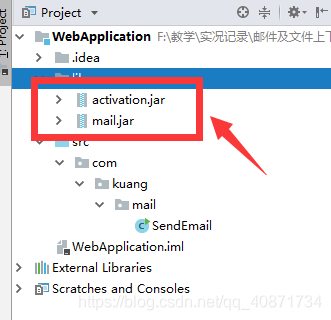 1: Project
Project
WebApplication F:\教学\实况记录\邮件及文件上下
.idea
lib
activation.jar
mail.jar
src
com
kuang
mail
SendEmail
WebApplication.iml
External Libraries
Scratches and Consoles
https://blog.csdn.net/qq_40871734